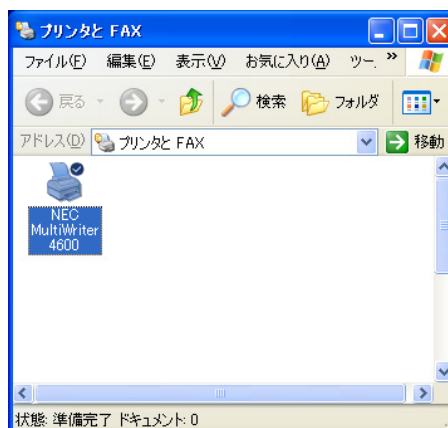 プリンタと FAX
ファイル(F) 編集(E) 表示(V) お気に入り(A) ツー. »
戻る 検索 フォルダ
アドレス(D) プリンタと FAX 移動
NEC
MultiWriter
4600
状態: 準備完了 ドキュメント: 0